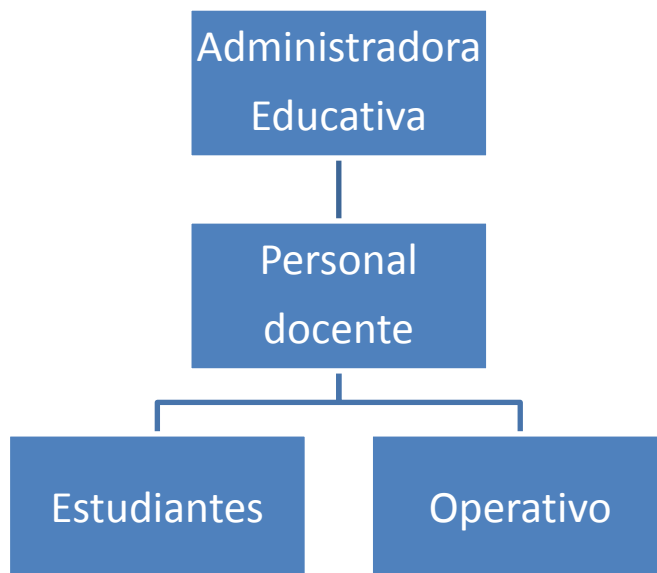 Administradora
Educativa
Personal
docente
Estudiantes
Operativo